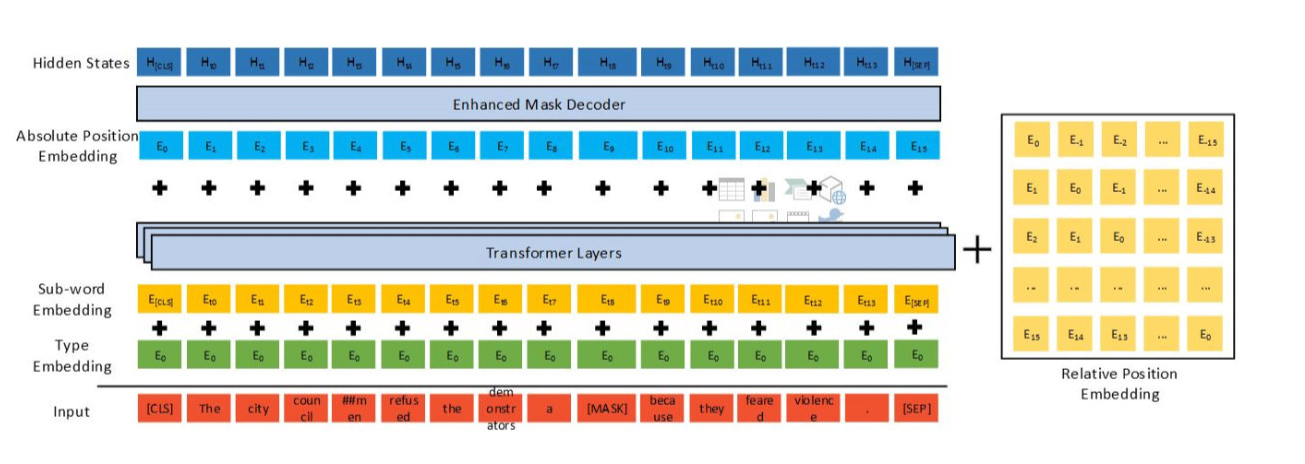 Hidden States H[CLS] Ht0 Ht1 Ht2 Ht3 Ht4 Ht5 Ht6 Ht7 Ht8 Ht9 Ht10 Ht11 Ht12 Ht13 H[SEP]
Enhanced Mask Decoder
Absolute Position
Embedding
E0 E1 E2 E3 E4 E5 E6 E7 E8 E9 E10 E11 E12 E13 E14 E15
+ + + + + + + + + + + + + + + +
Transformer Layers
Sub-word
Embedding
E[CLS] Et0 Et1 Et2 Et3 Et4 Et5 Et6 Et7 Et8 Et9 Et10 Et11 Et12 Et13 E[SEP]
+ + + + + + + + + + + + + + + +
Type
Embedding
E0 E0 E0 E0 E0 E0 E0 E0 E0 E0 E0 E0 E0 E0 E0 E0
Input
[CLS]
The
city
coun
cil
##m
en
refus
ed
the
dem
onstr
ators
a
[MASK]
beca
use
they
feare
d
violenc
e
.
[SEP]
+
E0 E-1 E-2 ... E-15
E1 E0 E-1 ... E-14
E2 E1 E0 ... E-13
... ... ... ... ...
E15 E14 E13 ... E0
Relative Position
Embedding